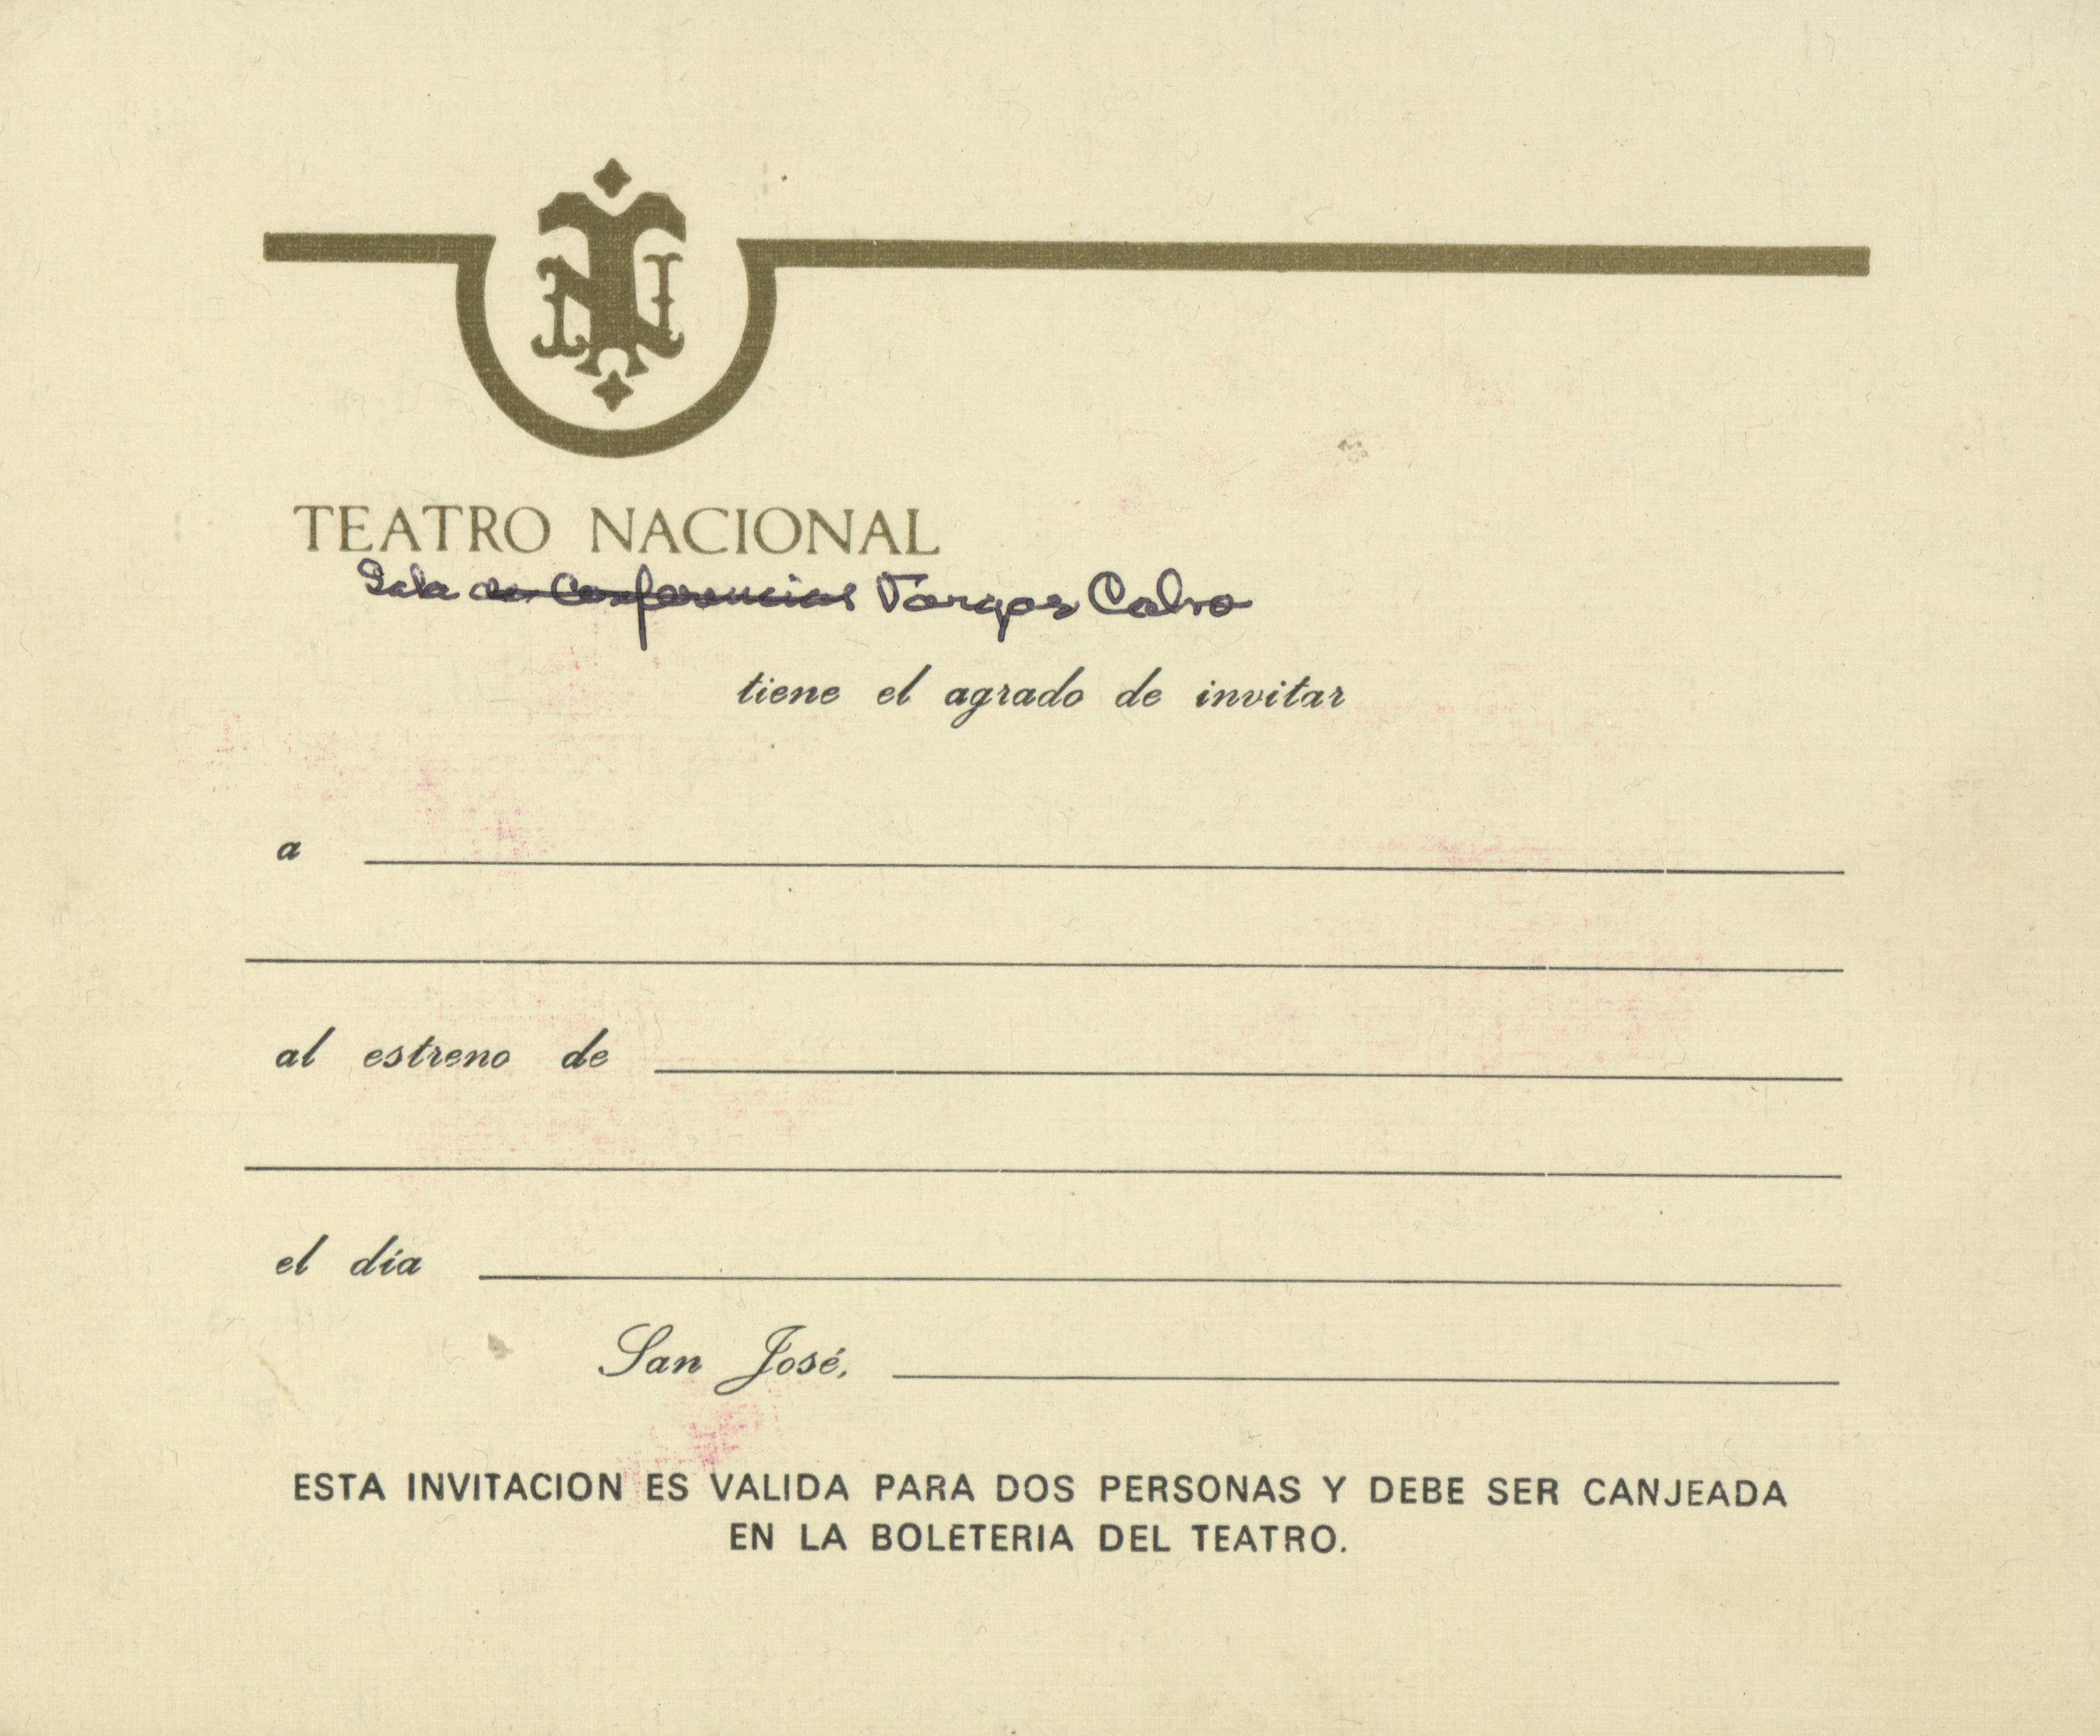 TN
TEATRO NACIONAL
Sala de Conferencias Vargas Calvo
tiene el agrado de invitar
a
al estreno de
el día
San José,
ESTA INVITACION ES VALIDA PARA DOS PERSONAS Y DEBE SER CANJEADA
EN LA BOLETERIA DEL TEATRO.